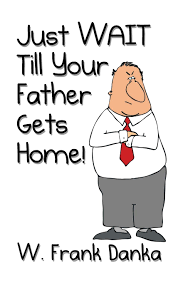 Just WAIT
Till Your
Father
Gets
Home!
W. Frank Danka